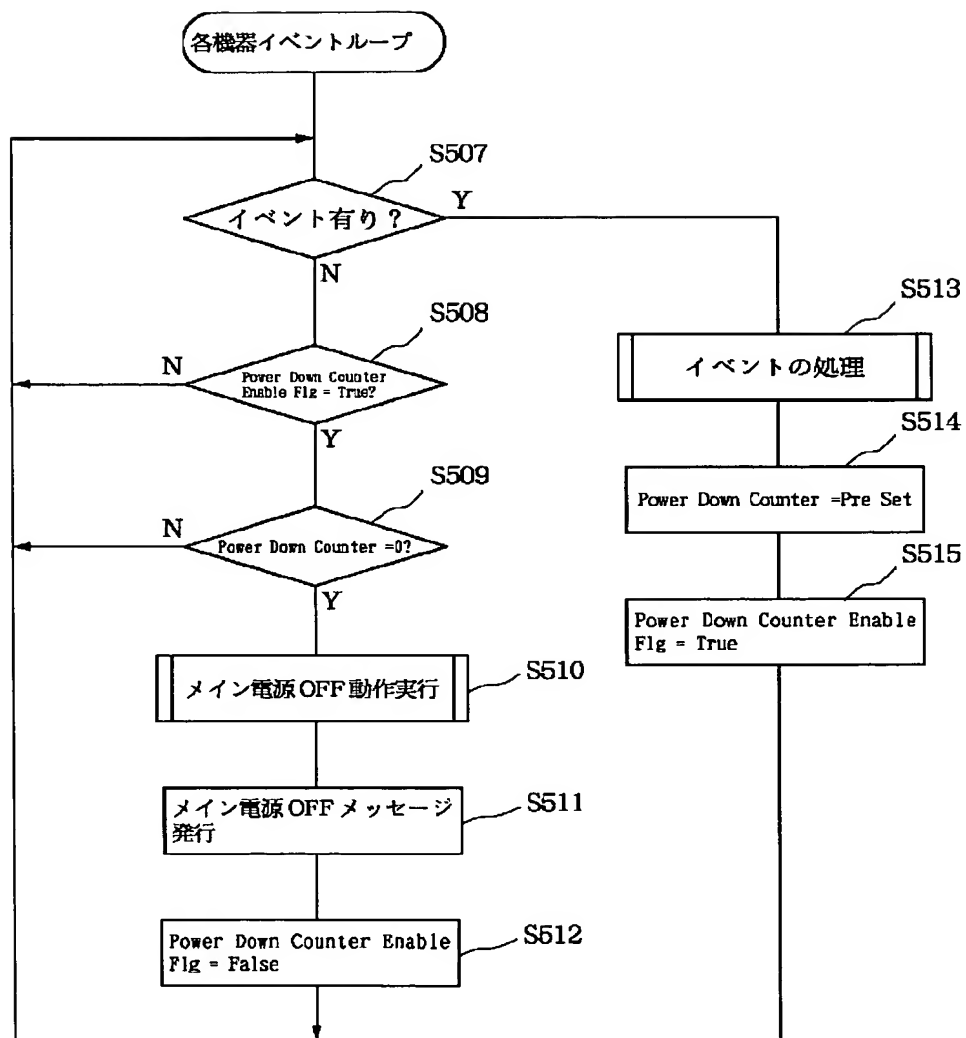 各機器イベントループ
S507
イベント有り?
Y
N
S508
Power Down Counter
Enable Flg = True?
N
Y
S509
Power Down Counter =0?
N
Y
S510
メイン電源OFF動作実行
S511
メイン電源OFFメッセージ
発行
S512
Power Down Counter Enable
Flg = False
S513
イベントの処理
S514
Power Down Counter =Pre Set
S515
Power Down Counter Enable
Flg = True